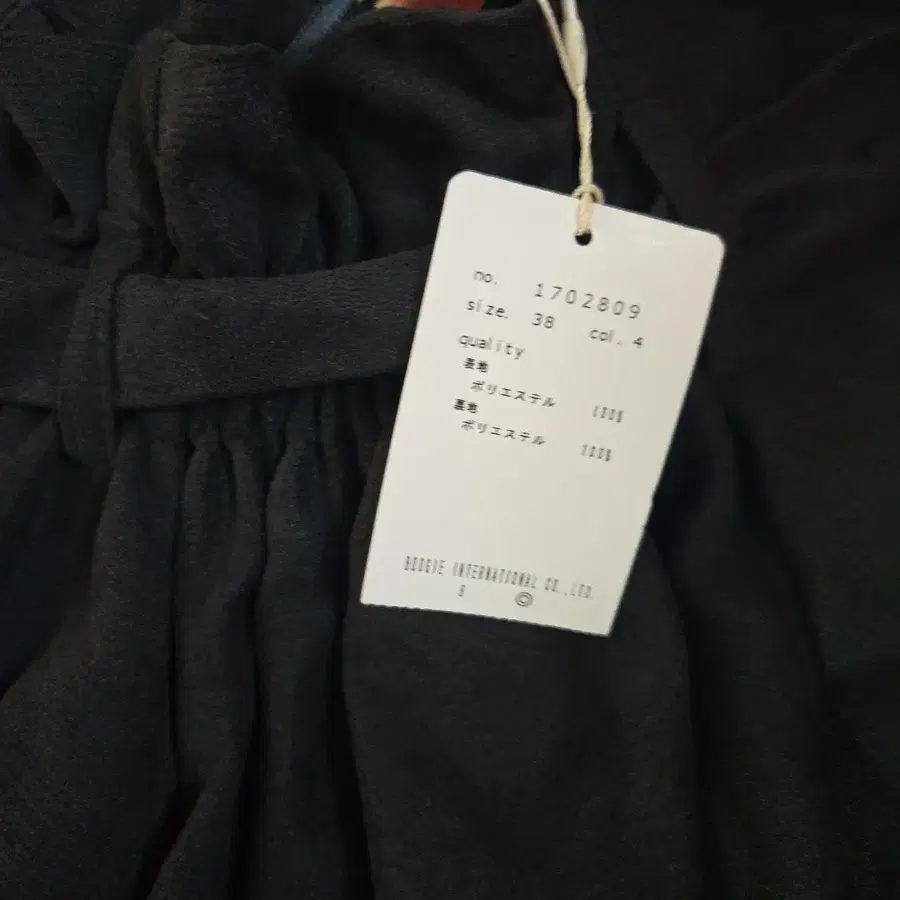 no. 1702809
size. 38 col. 4
quality
表地
ポリエステル 100%
裏地
ポリエステル 100%
BOOGIE INTERNATIONAL CO.,LTD.